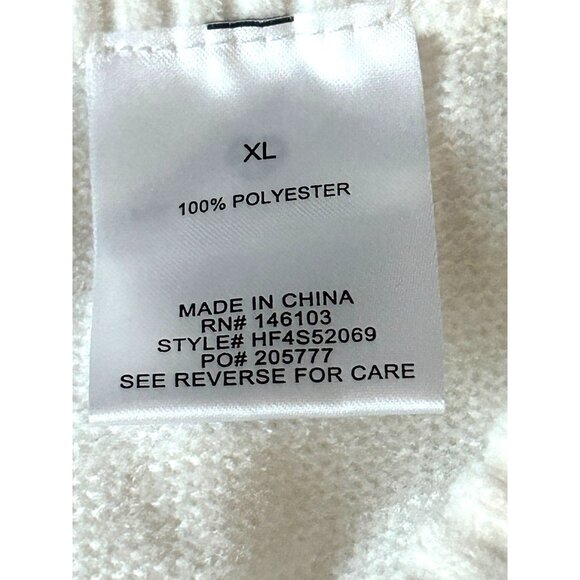 XL
100% POLYESTER
MADE IN CHINA
RN# 146103
STYLE# HF4S52069
PO# 205777
SEE REVERSE FOR CARE